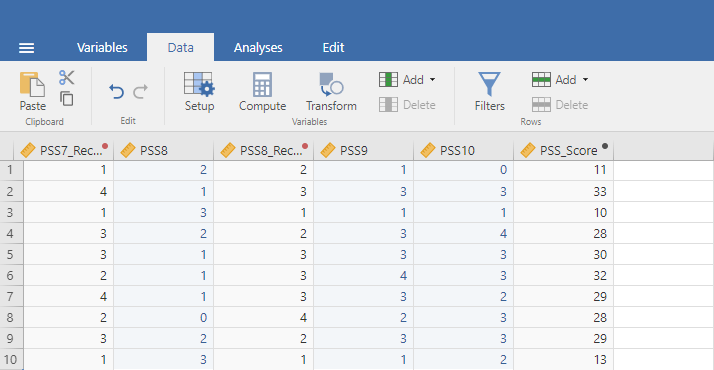 Variables Data Analyses Edit
Paste Setup Compute Transform Add Delete Filters Add Delete
Clipboard Edit Variables Rows
PSS7_Rec... PSS8 PSS8_Rec... PSS9 PSS10 PSS_Score
1 1 2 2 1 0 11
2 4 1 3 3 3 33
3 1 3 1 1 1 10
4 3 2 2 3 4 28
5 3 1 3 3 3 30
6 2 1 3 4 3 32
7 4 1 3 3 2 29
8 2 0 4 2 3 28
9 3 2 2 3 3 29
10 1 3 1 1 2 13